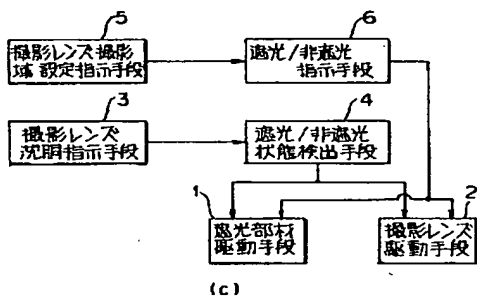 5
撮影レンズ撮影
域設定指示手段
6
遮光/非遮光
指示手段
3
撮影レンズ
沈胴指示手段
4
遮光/非遮光
状態検出手段
1
遮光部材
駆動手段
2
撮影レンズ
駆動手段
(c)